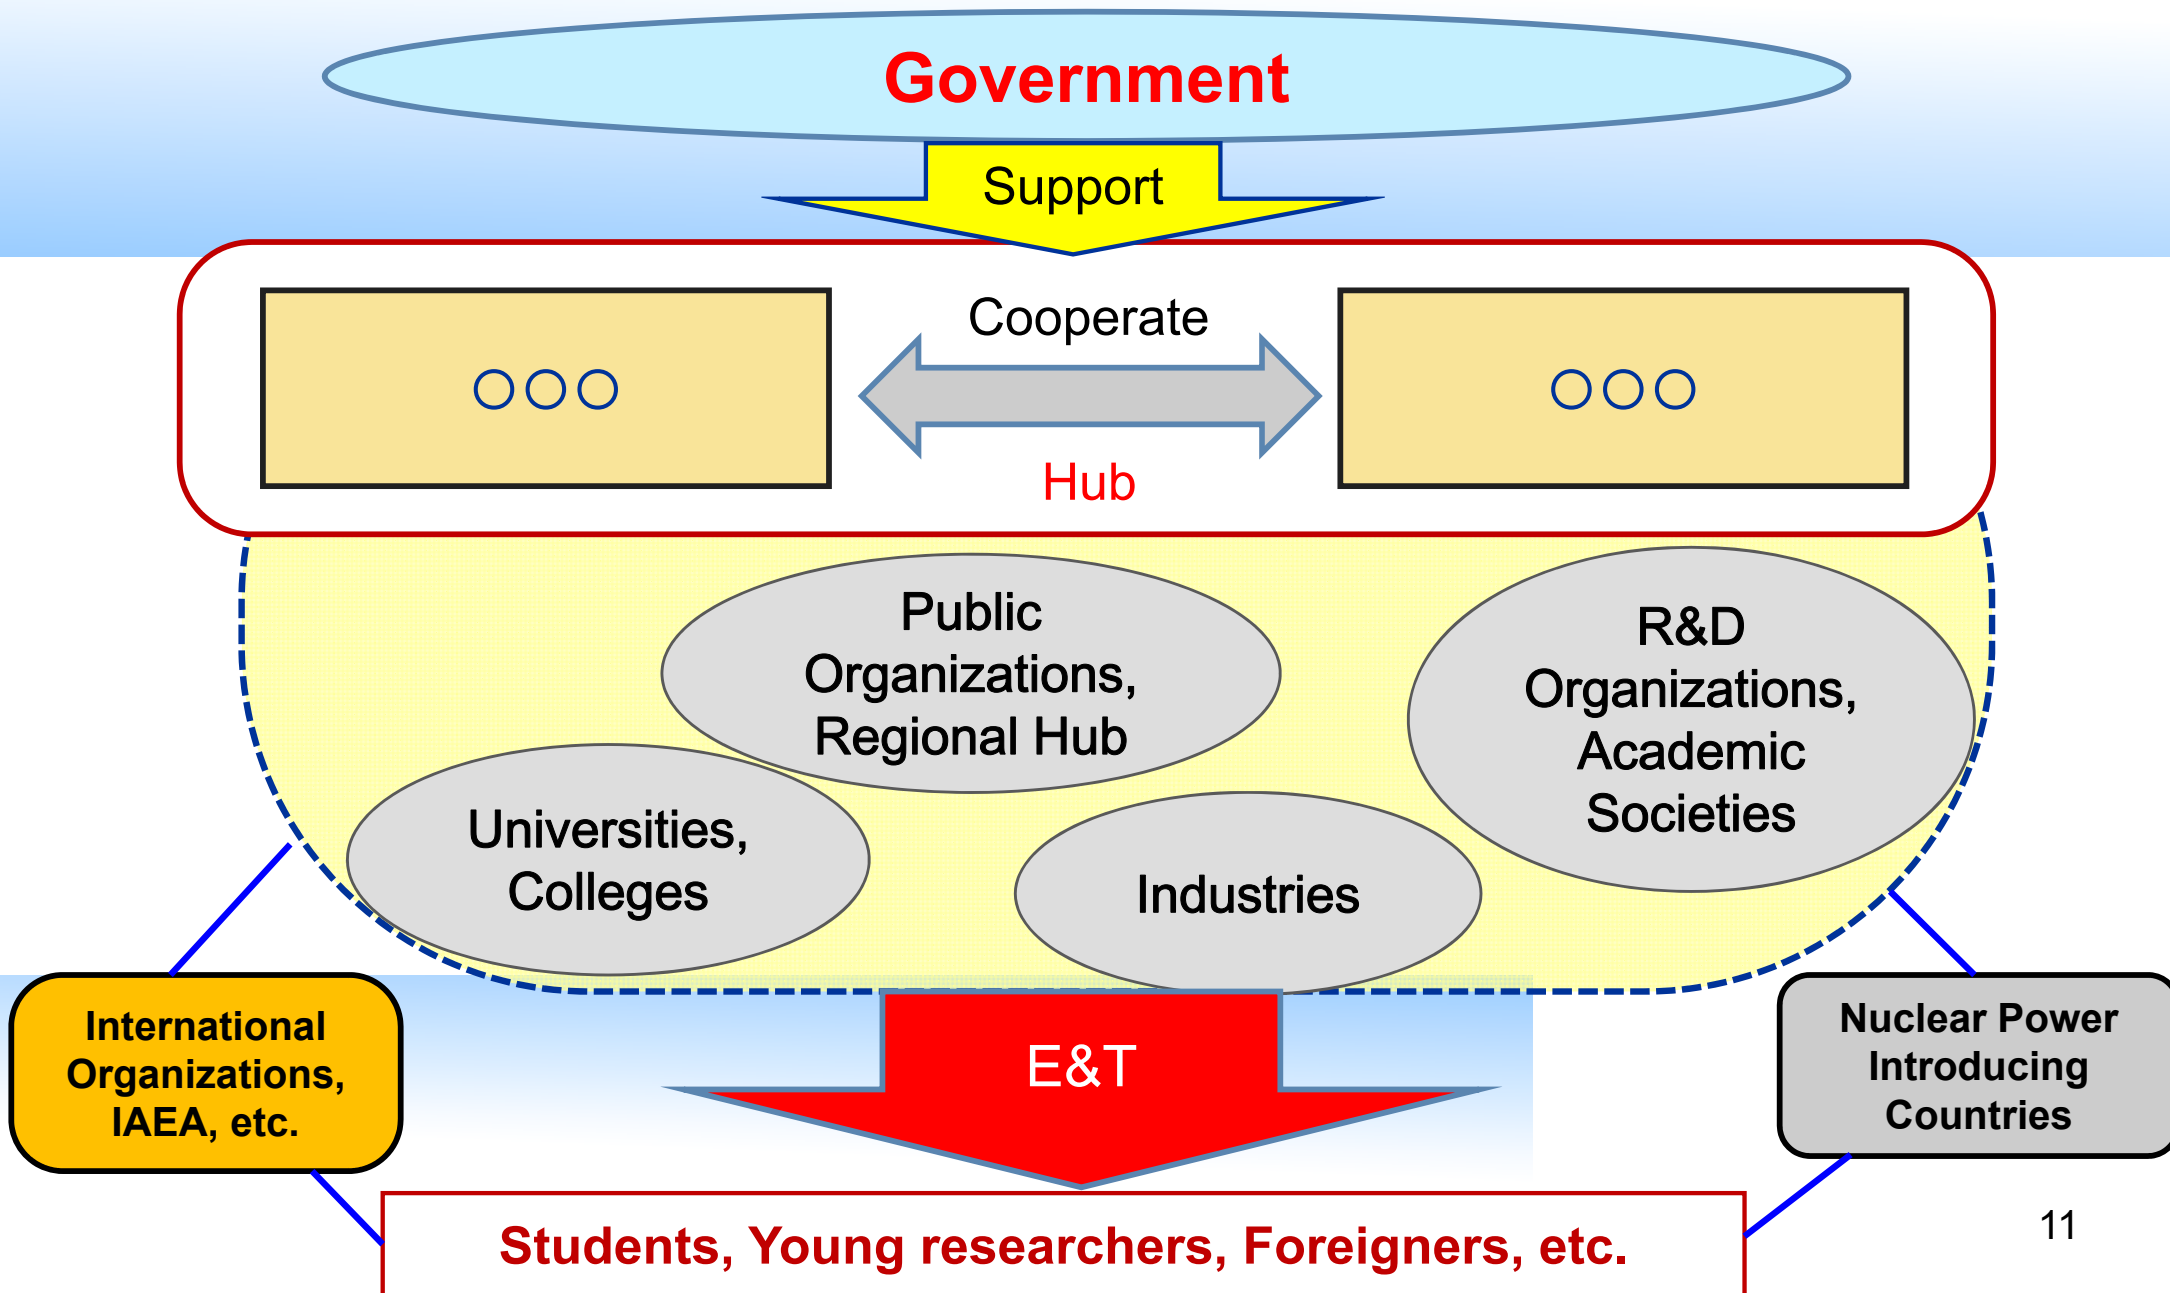 Government
Support
Cooperate
○○○
○○○
Hub
Public
Organizations,
Regional Hub
R&D
Organizations,
Academic
Societies
Universities,
Colleges
Industries
International
Organizations,
IAEA, etc.
E&T
Nuclear Power
Introducing
Countries
Students, Young researchers, Foreigners, etc.
11